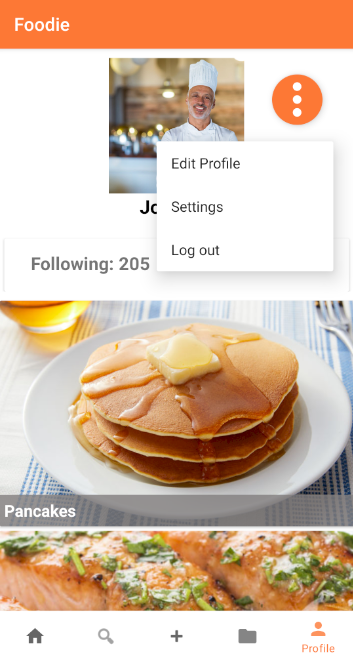 Foodie
Edit Profile
Settings
Log out
Following: 205
Pancakes
Profile